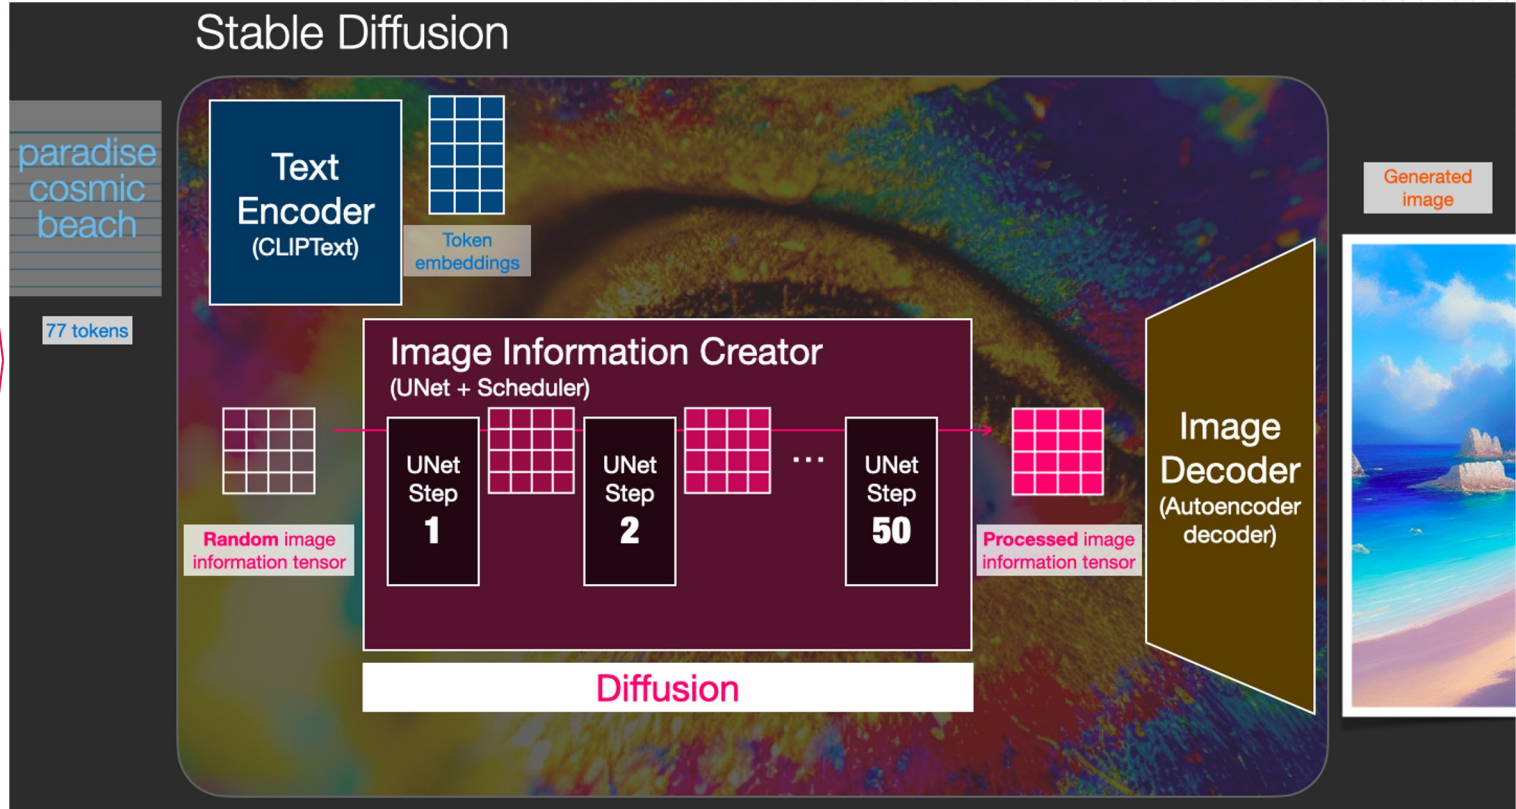 Stable Diffusion
paradise
cosmic
beach
77 tokens
Text
Encoder
(CLIPText)
Token
embeddings
Image Information Creator
(UNet + Scheduler)
UNet
Step
1
UNet
Step
2
...
UNet
Step
50
Random image
information tensor
Processed image
information tensor
Diffusion
Image
Decoder
(Autoencoder
decoder)
Generated
image